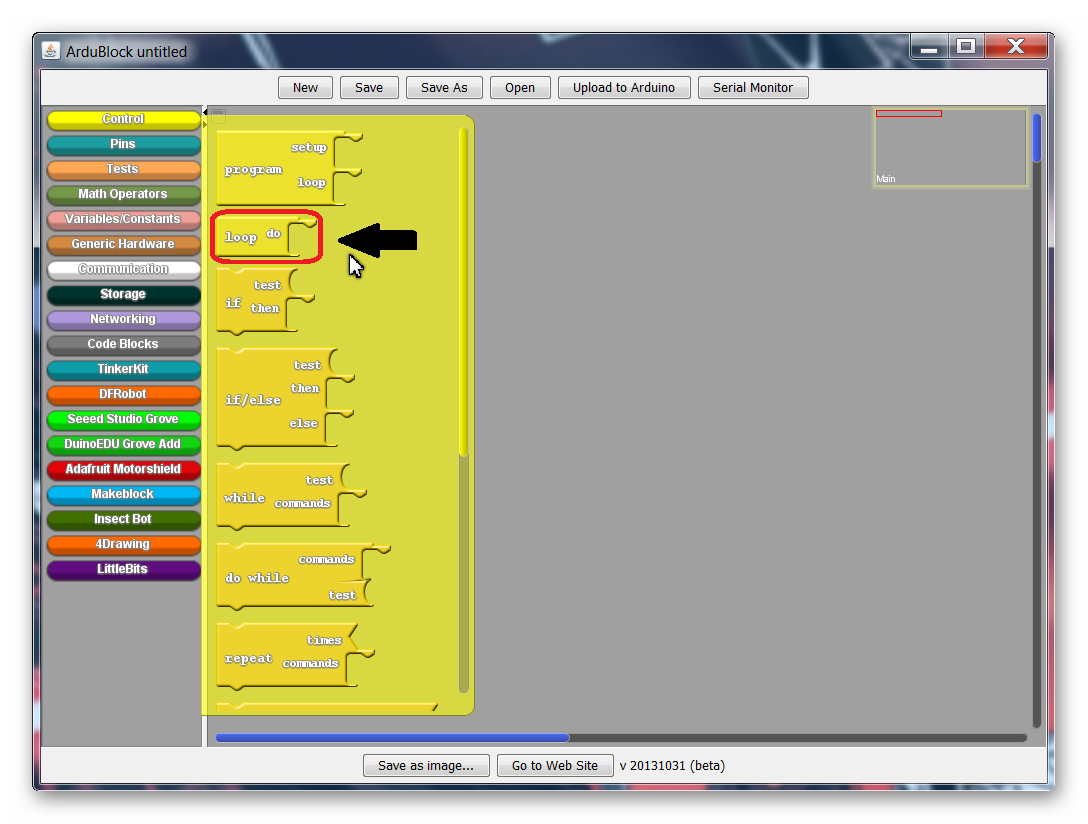 ArduBlock untitled
New Save Save As Open Upload to Arduino Serial Monitor
Control
Pins
Tests
Math Operators
Variables/Constants
Generic Hardware
Communication
Storage
Networking
Code Blocks
TinkerKit
DFRobot
Seeed Studio Grove
DuinoEDU Grove Add
Adafruit Motorshield
Makeblock
Insect Bot
4Drawing
LittleBits
setup
program
loop
loop do
test
if then
test
then
if/else
else
test
while commands
commands
do while
test
times
repeat commands
Main
Save as image... Go to Web Site v 20131031 (beta)